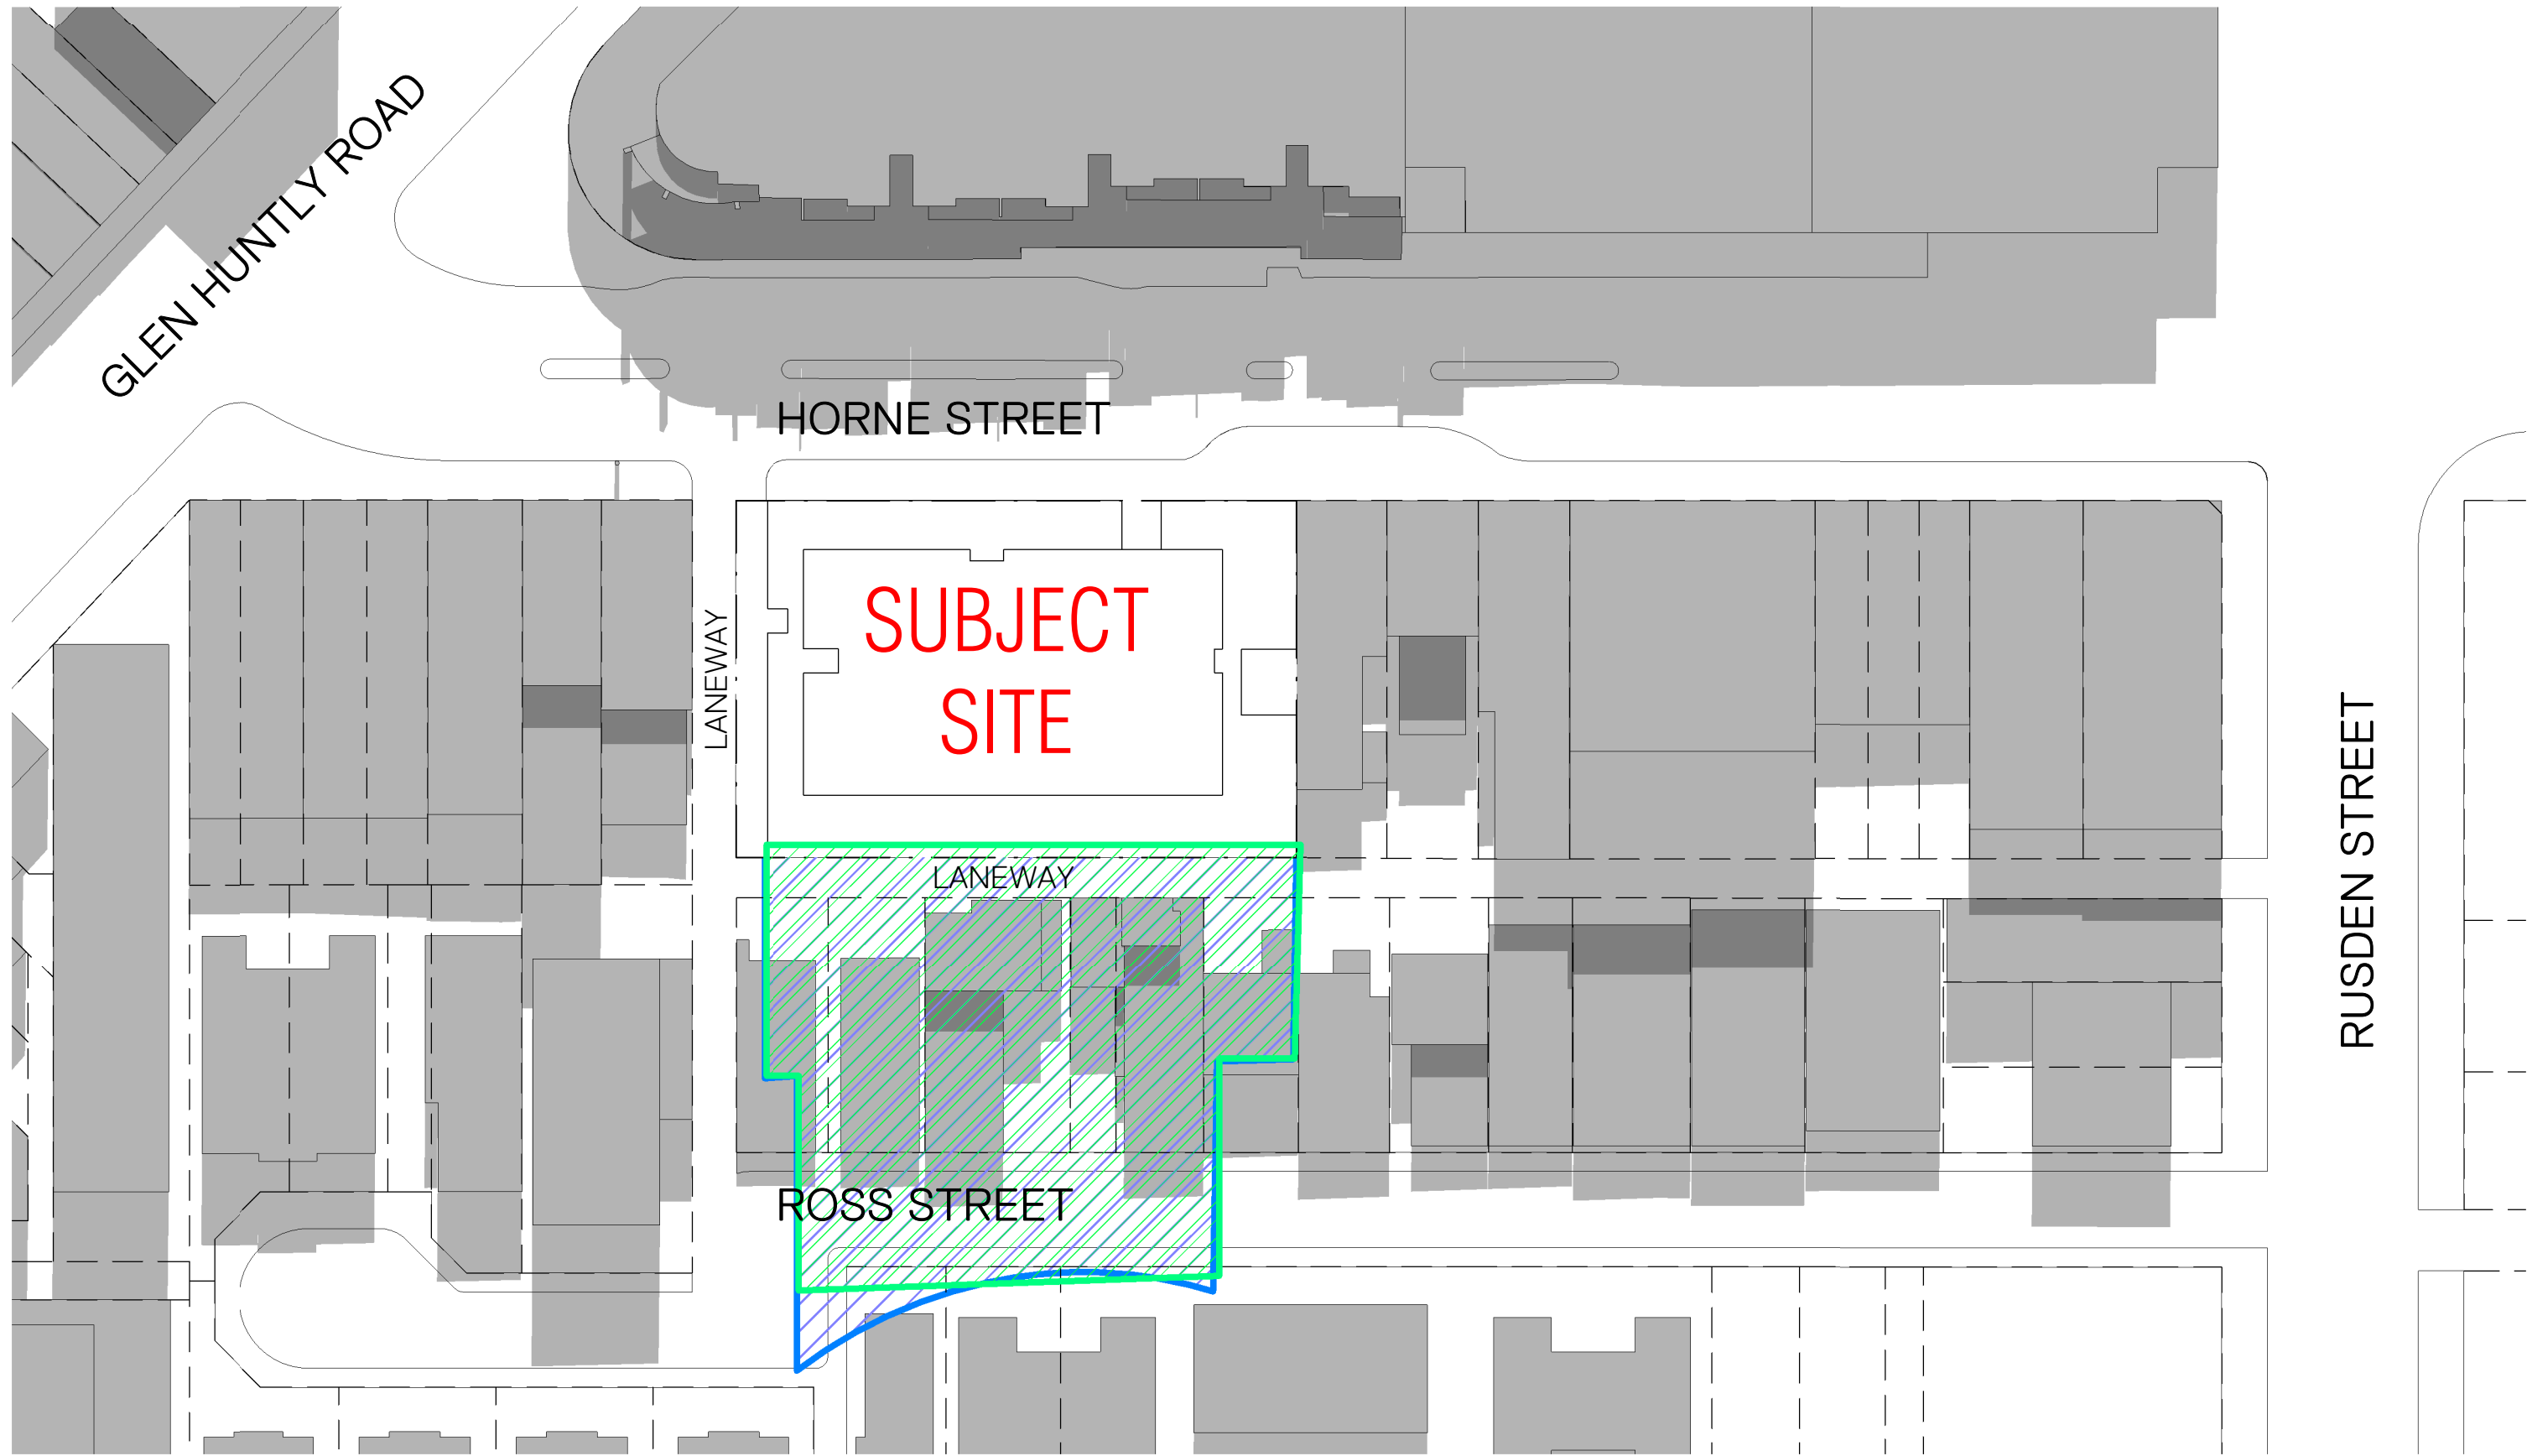 GLEN HUNTLY ROAD
HORNE STREET
SUBJECT
SITE
LANEWAY
RUSDEN STREET
LANEWAY
ROSS STREET